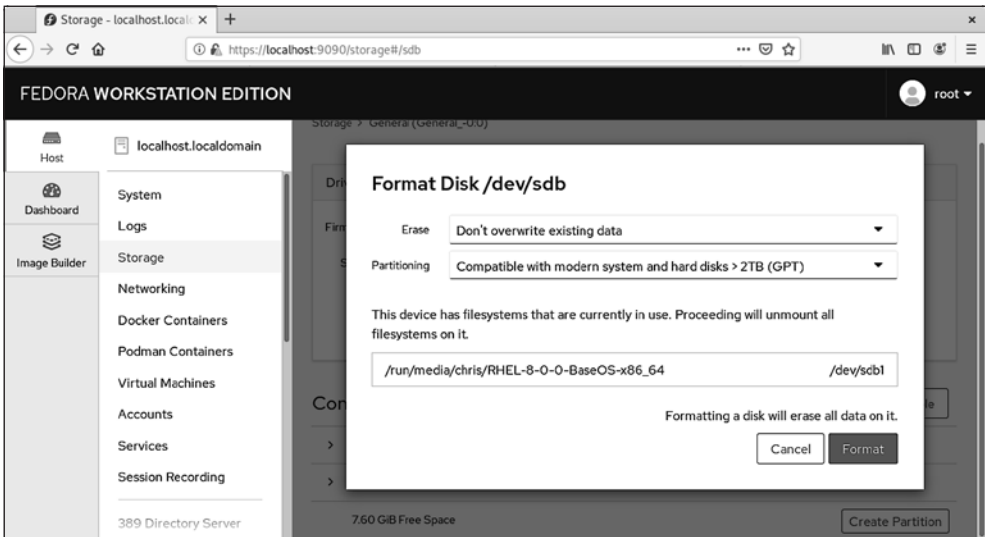 Storage - localhost.local
https://localhost:9090/storage#/sdb
FEDORA WORKSTATION EDITION
root
Host
Dashboard
Image Builder
localhost.localdomain
System
Logs
Storage
Networking
Docker Containers
Podman Containers
Virtual Machines
Accounts
Services
Session Recording
389 Directory Server
Storage > General (General_-0:0)
Format Disk /dev/sdb
Erase Don't overwrite existing data
Partitioning Compatible with modern system and hard disks > 2TB (GPT)
This device has filesystems that are currently in use. Proceeding will unmount all
filesystems on it.
/run/media/chris/RHEL-8-0-0-BaseOS-x86_64 /dev/sdb1
Formatting a disk will erase all data on it.
Cancel Format
7.60 GiB Free Space Create Partition